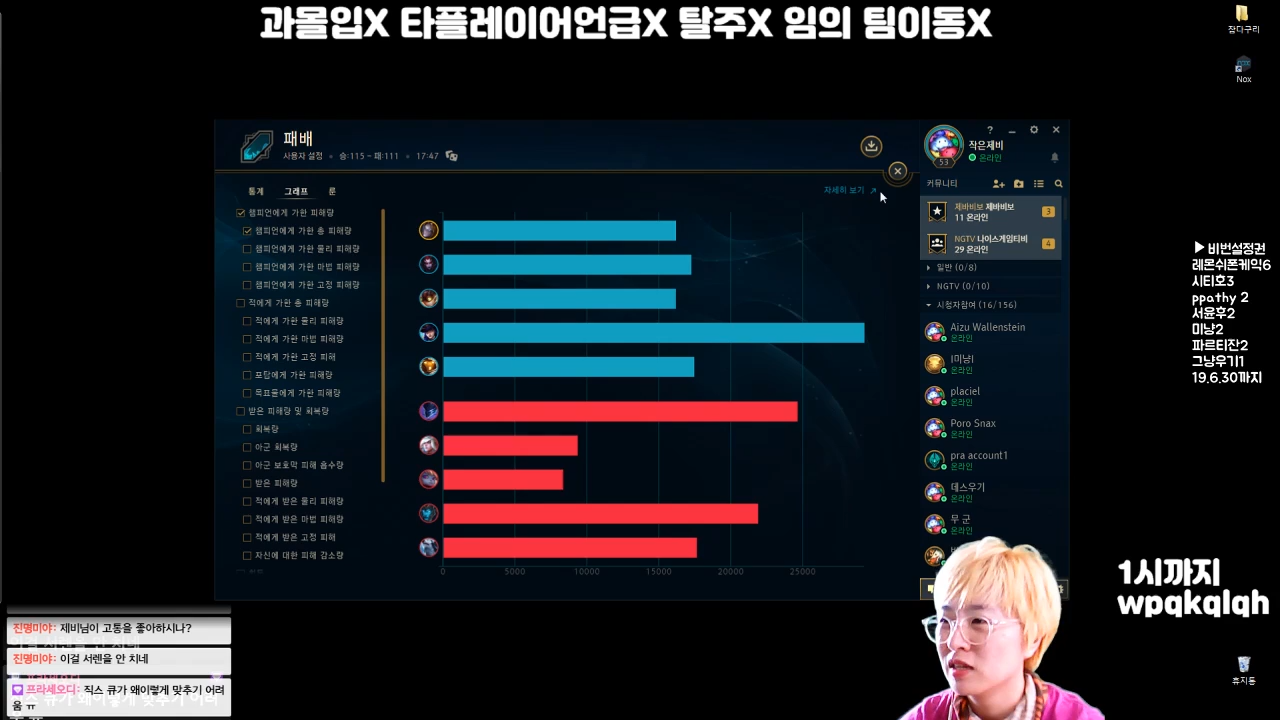 과몰입X 타플레이어언급X 탈주X 임의 팀이동X
잡다구리
Nox
패배
사용자 설정 • 승:115 - 패:111 • 17:47
통계 그래프 룬
자세히 보기
챔피언에게 가한 피해량
챔피언에게 가한 총 피해량
챔피언에게 가한 물리 피해량
챔피언에게 가한 마법 피해량
챔피언에게 가한 고정 피해량
적에게 가한 총 피해량
적에게 가한 물리 피해량
적에게 가한 마법 피해량
적에게 가한 고정 피해
포탑에게 가한 피해량
목표물에게 가한 피해량
받은 피해량 및 회복량
회복량
아군 회복량
아군 보호막 피해 흡수량
받은 피해량
적에게 받은 물리 피해량
적에게 받은 마법 피해량
적에게 받은 고정 피해
자신에 대한 피해 감소량
0 5000 10000 15000 20000 25000
53
작은제비
온라인
커뮤니티
제바비보 제바비보
11 온라인
3
NGTV 나이스게임티비
29 온라인
4
일반 (0/8)
NGTV (0/10)
시청자참여 (16/156)
Aizu Wallenstein
온라인
I미냥I
온라인
placiel
온라인
Poro Snax
온라인
pra account1
온라인
데스우기
온라인
무 군
온라인
▶비번설정권
레몬쉬폰케익6
시티호3
ppathy 2
서윤후2
미냥2
파르티잔2
그냥우기1
19.6.30까지
1시까지
wpqkqlqh
휴지통
진명미야: 제비님이 고통을 좋아하시나?
진명미야: 이걸 서렌을 안 치네
프라세오디: 직스 큐가 왜이렇게 맞추기 어려
움 ㅠ